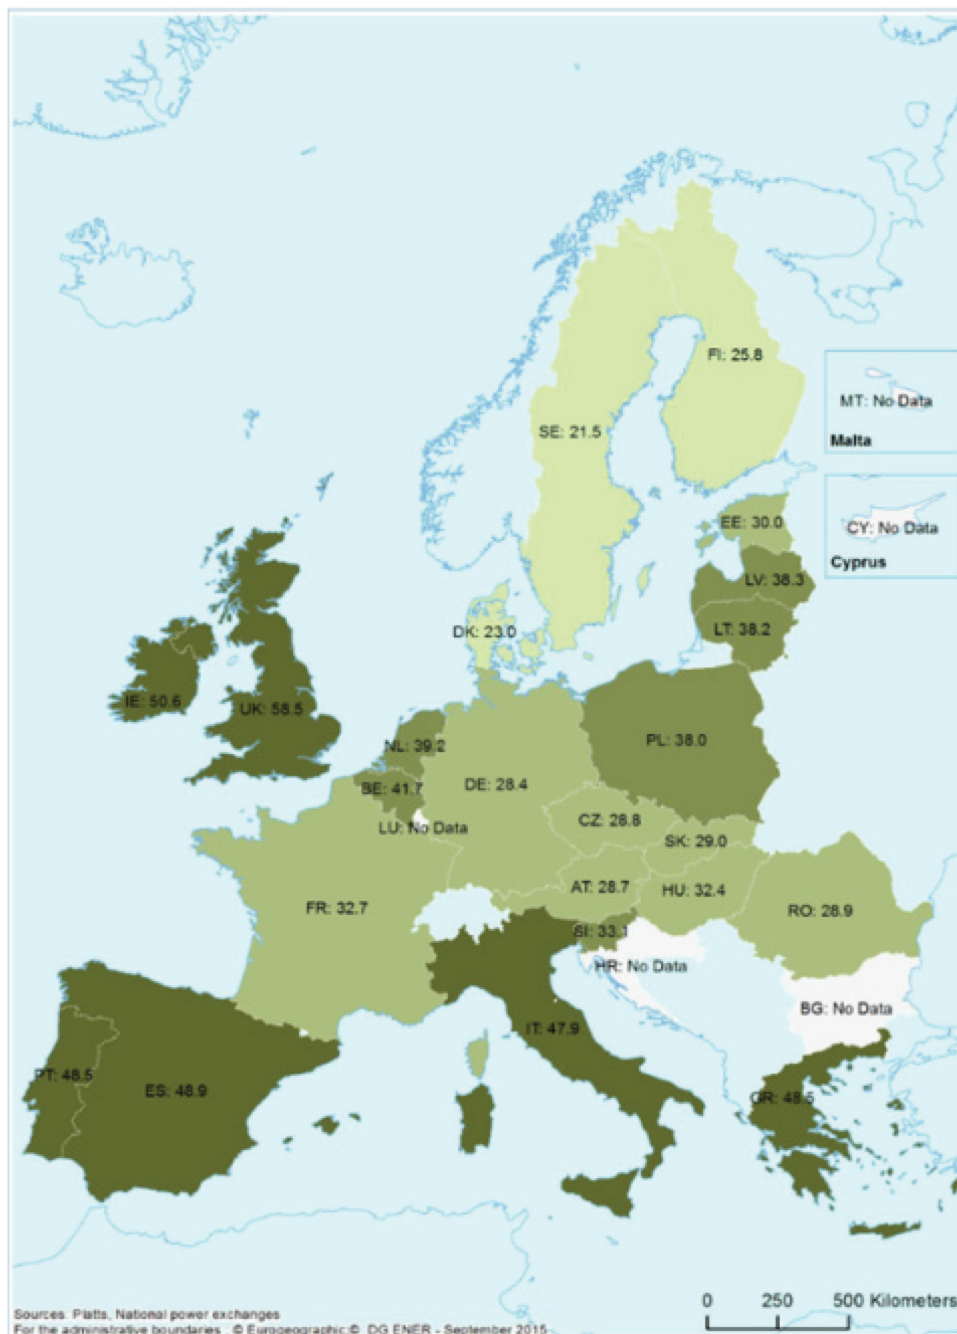 FI: 25.8
MT: No Data
Malta
SE: 21.5
CY: No Data
Cyprus
EE: 30.0
LV: 38.3
LT: 38.2
DK: 23.0
IE: 50.6
UK: 58.5
NL: 39.2
PL: 38.0
BE: 41.7
DE: 28.4
LU: No Data
CZ: 28.8
SK: 29.0
AT: 28.7
HU: 32.4
FR: 32.7
RO: 28.9
SI: 33.1
HR: No Data
BG: No Data
IT: 47.9
PT: 48.5
ES: 48.9
GR: 48.5
0 250 500 Kilometers
Sources: Platts, National power exchanges
For the administrative boundaries : © Eurogeographic © DG ENER - September 2015